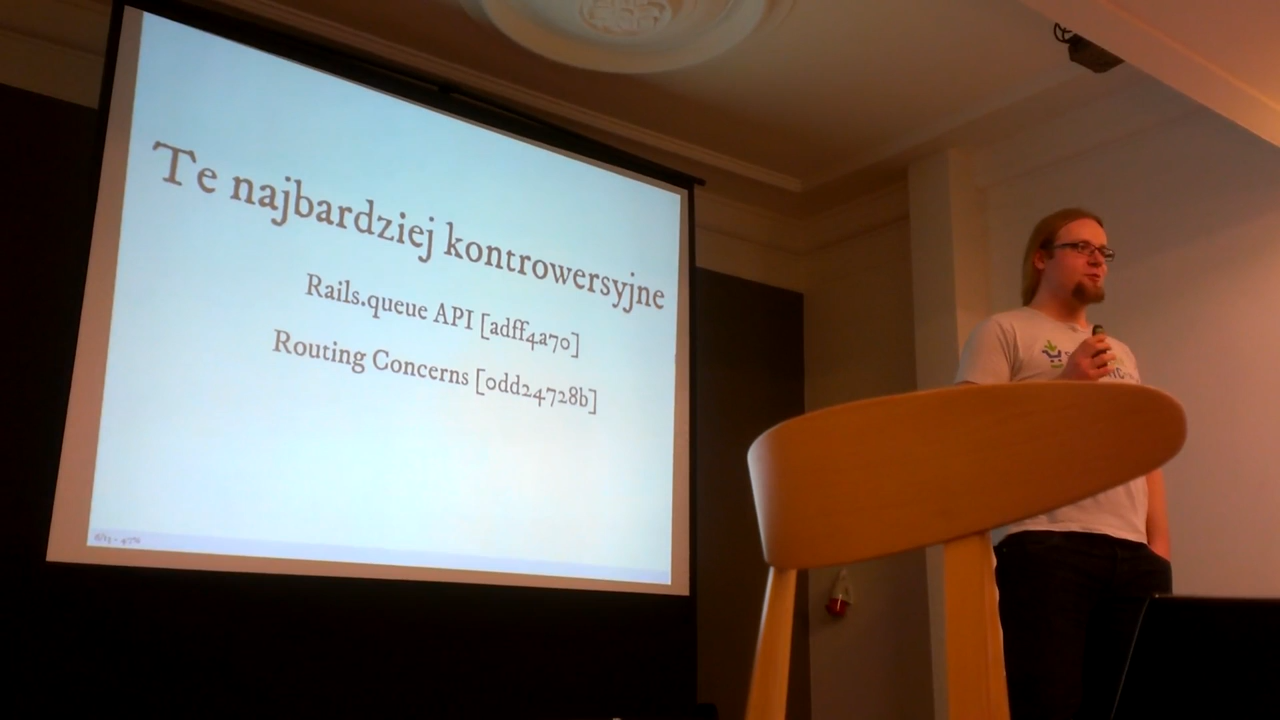 Te najbardziej kontrowersyjne
Rails.queue API [adff4a70]
Routing Concerns [0dd24728b]